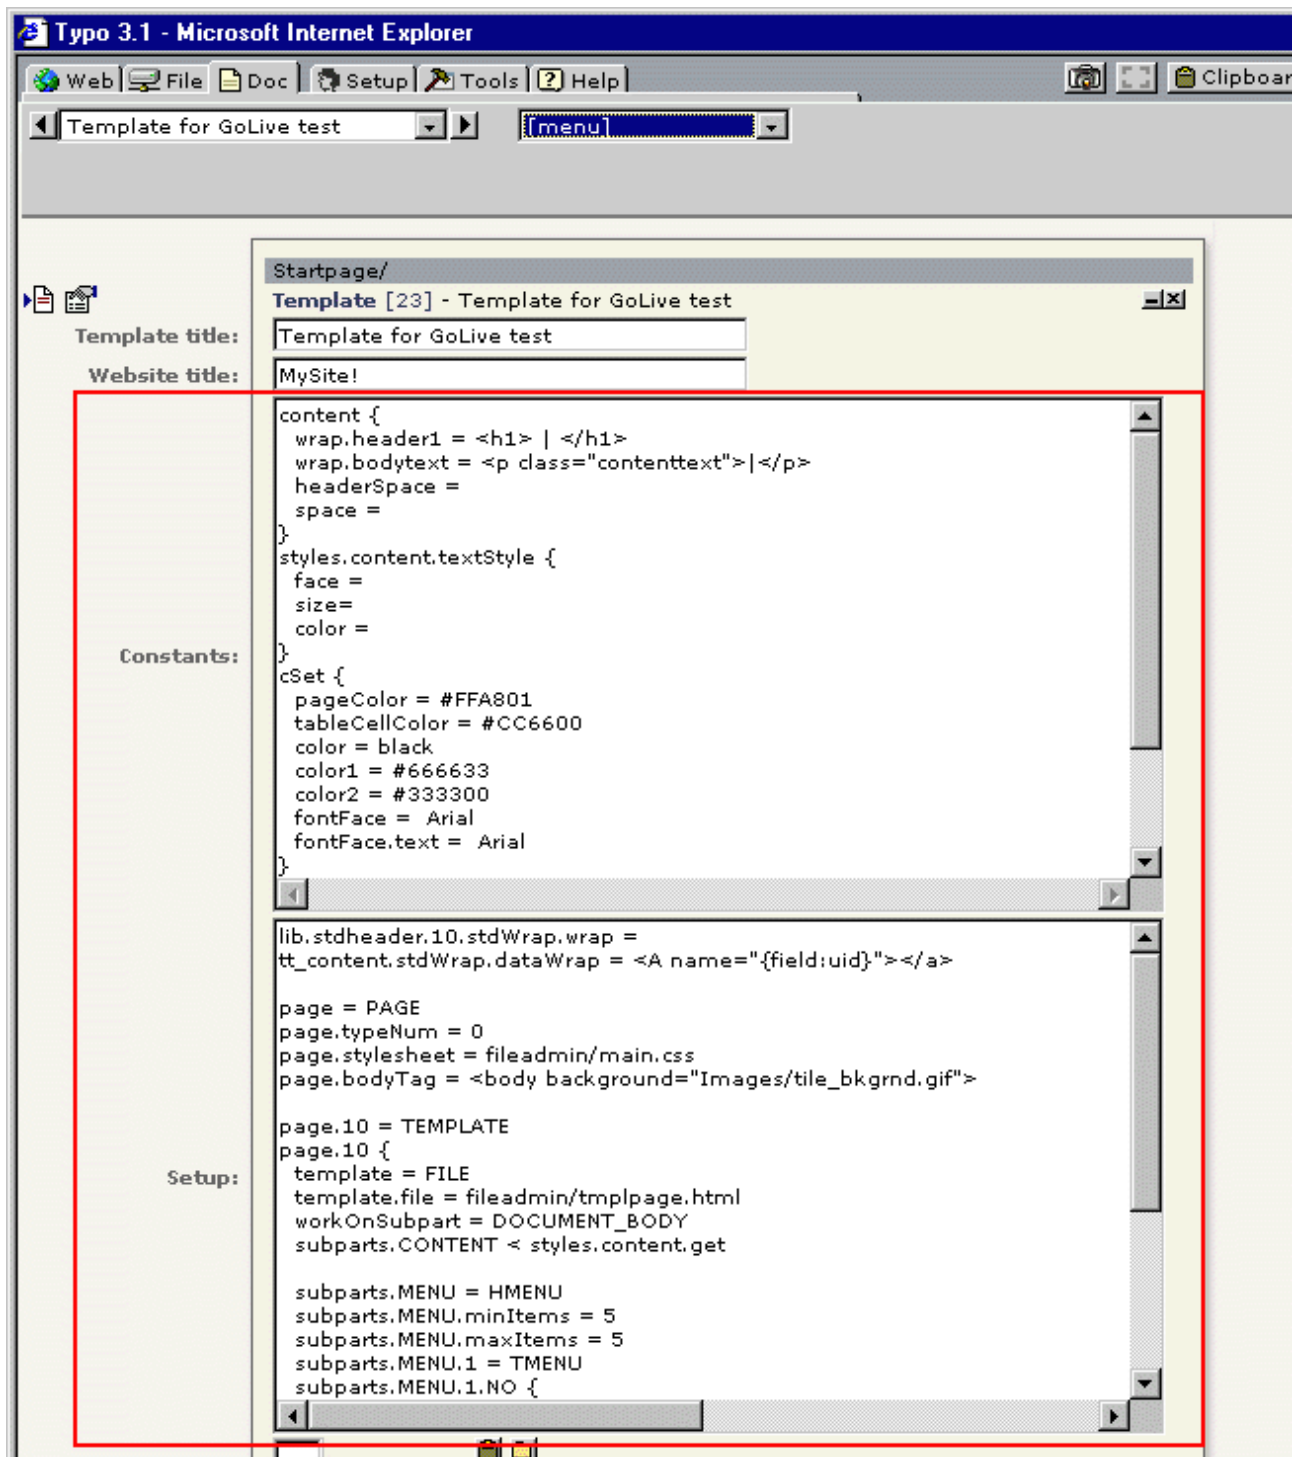 Typo 3.1 - Microsoft Internet Explorer
Web File Doc Setup Tools Help
Template for GoLive test [menu]
Startpage/
Template [23] - Template for GoLive test
Template title: Template for GoLive test
Website title: MySite!
Constants:
content {
wrap.header1 = <h1> | </h1>
wrap.bodytext = <p class="contenttext">|</p>
headerSpace =
space =
}
styles.content.textStyle {
face =
size=
color =
}
cSet {
pageColor = #FFA801
tableCellColor = #CC6600
color = black
color1 = #666633
color2 = #333300
fontFace = Arial
fontFace.text = Arial
}
Setup:
lib.stdheader.10.stdWrap.wrap =
tt_content.stdWrap.dataWrap = <A name="{field:uid}"></a>
page = PAGE
page.typeNum = 0
page.stylesheet = fileadmin/main.css
page.bodyTag = <body background="Images/tile_bkgrnd.gif">
page.10 = TEMPLATE
page.10 {
template = FILE
template.file = fileadmin/tmplpage.html
workOnSubpart = DOCUMENT_BODY
subparts.CONTENT < styles.content.get
subparts.MENU = HMENU
subparts.MENU.minItems = 5
subparts.MENU.maxItems = 5
subparts.MENU.1 = TMENU
subparts.MENU.1.NO {